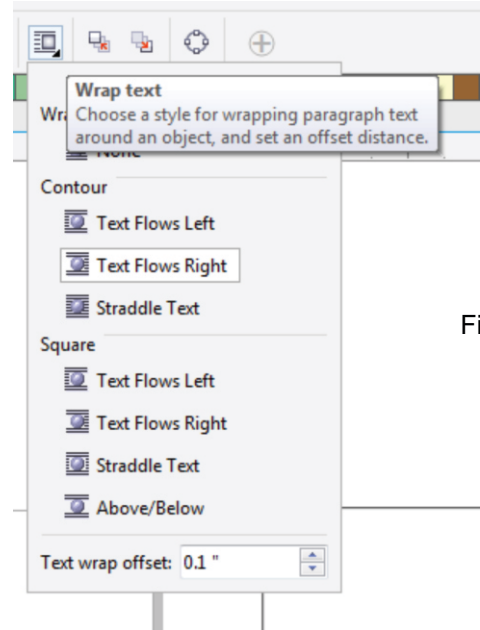 Wrap text
Choose a style for wrapping paragraph text
around an object, and set an offset distance.
None
Contour
Text Flows Left
Text Flows Right
Straddle Text
Square
Text Flows Left
Text Flows Right
Straddle Text
Above/Below
Text wrap offset: 0.1 "